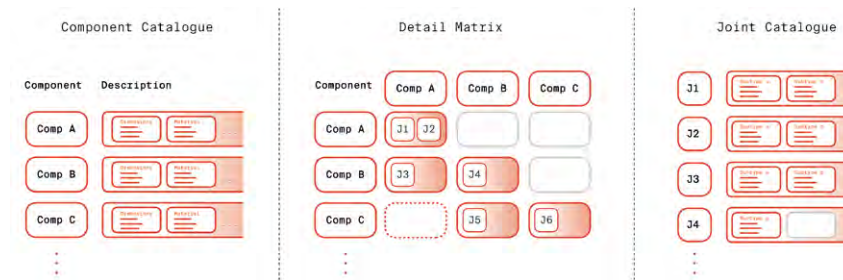 Component Catalogue
Component Description
Comp A
Comp B
Comp C
Detail Matrix
Component Comp A Comp B Comp C
Comp A J1 J2
Comp B J3 J4
Comp C J5 J6
Joint Catalogue
J1
J2
J3
J4